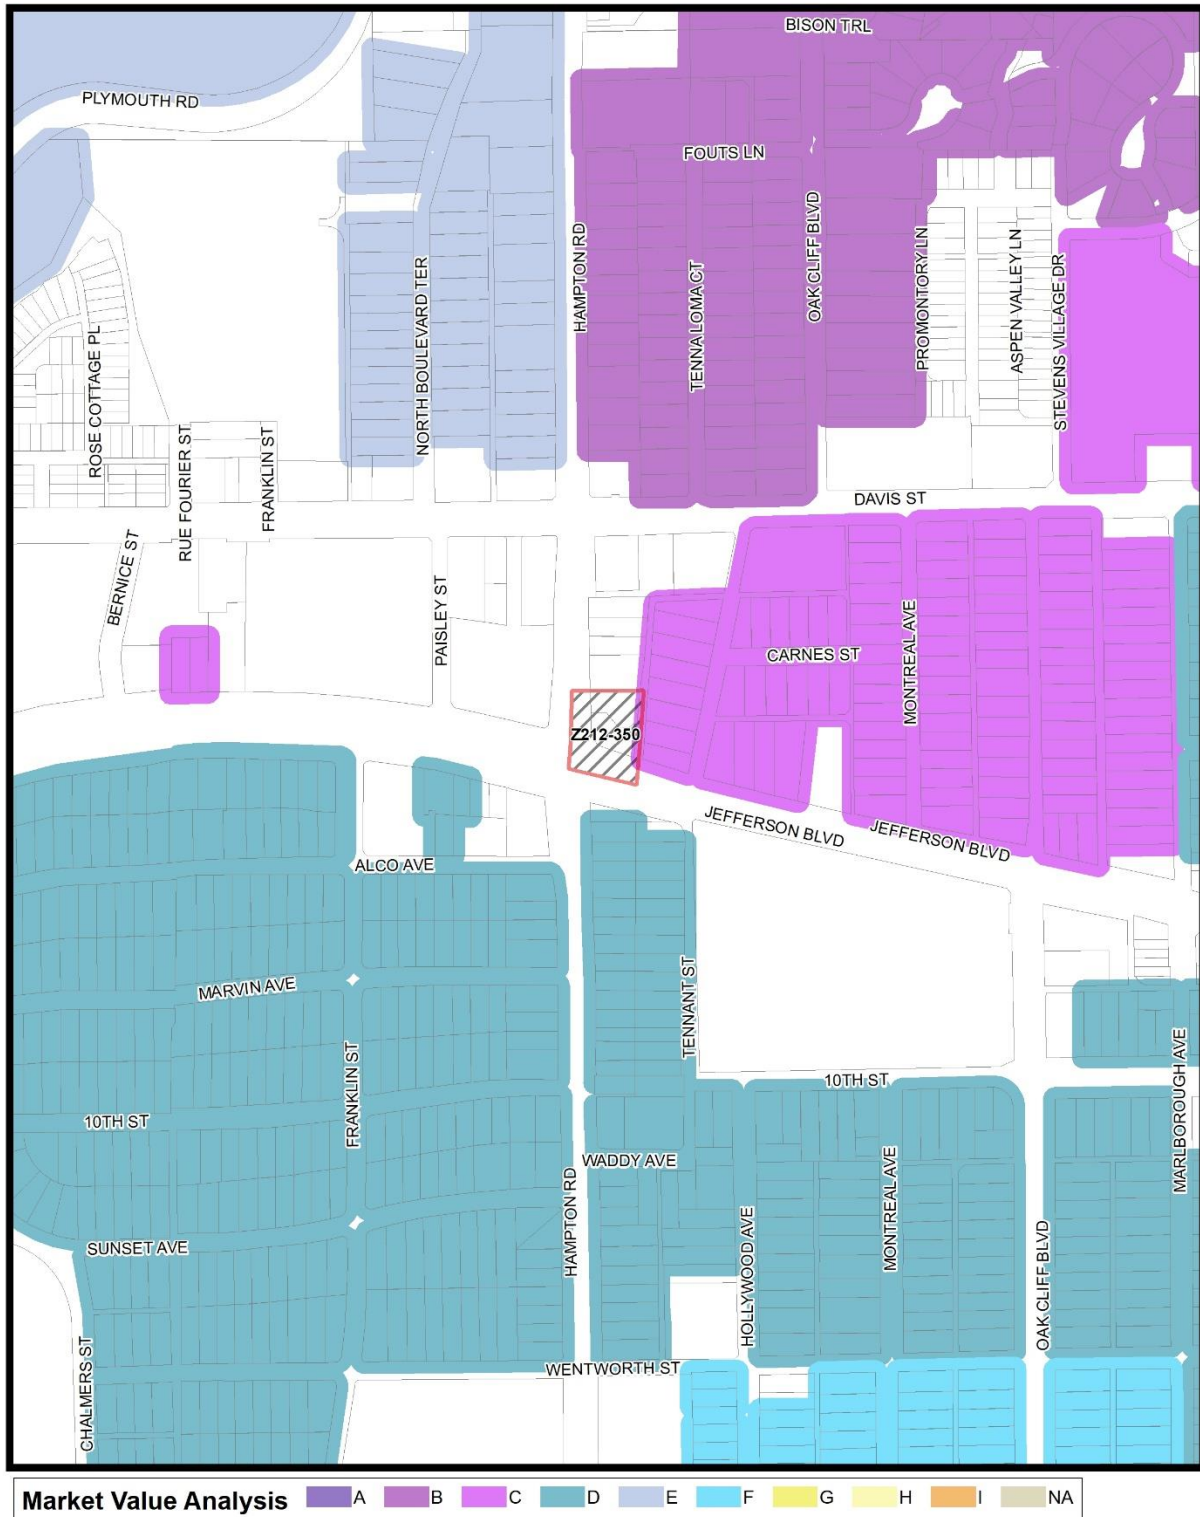 BISON TRL
PLYMOUTH RD
FOUTS LN
HAMPTON RD
OAK CLIFF BLVD
NORTH BOULEVARD TER
TENNA LOMA CT
PROMONTORY LN
ASPEN VALLEY LN
STEVENS VILLAGE DR
ROSE COTTAGE PL
RUE FOURIER ST
FRANKLIN ST
DAVIS ST
BERNICE ST
PAISLEY ST
CARNES ST
MONTREAL AVE
Z212-350
JEFFERSON BLVD
JEFFERSON BLVD
ALCO AVE
MARVIN AVE
TENNANT ST
FRANKLIN ST
10TH ST
MARLBOROUGH AVE
10TH ST
WADDY AVE
HAMPTON RD
MONTREAL AVE
HOLLYWOOD AVE
OAK CLIFF BLVD
SUNSET AVE
CHALMERS ST
WENTWORTH ST
Market Value Analysis A B C D E F G H I NA